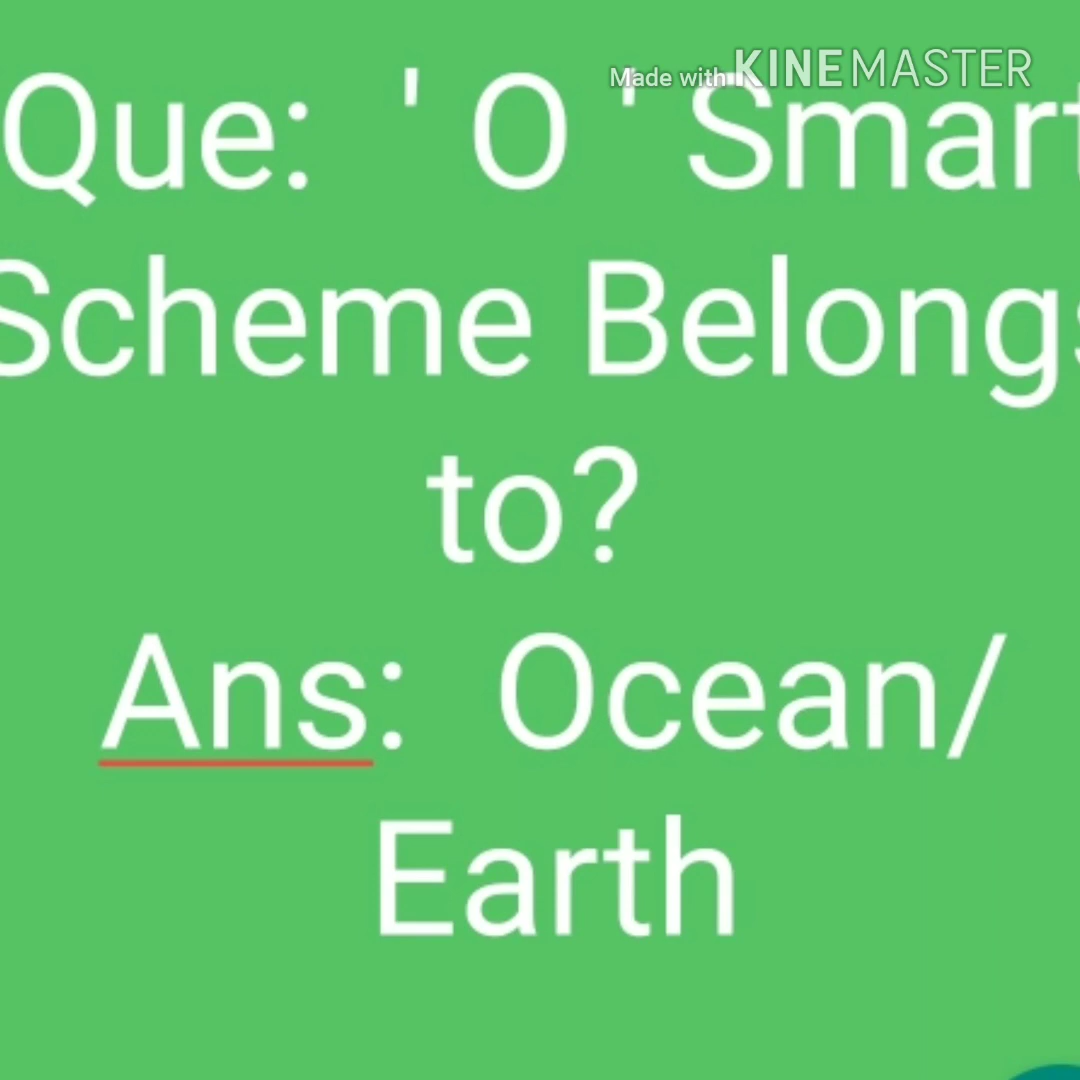 Made with KINEMASTER
Que: ' O ' Smart
Scheme Belongs
to?
Ans: Ocean/
Earth